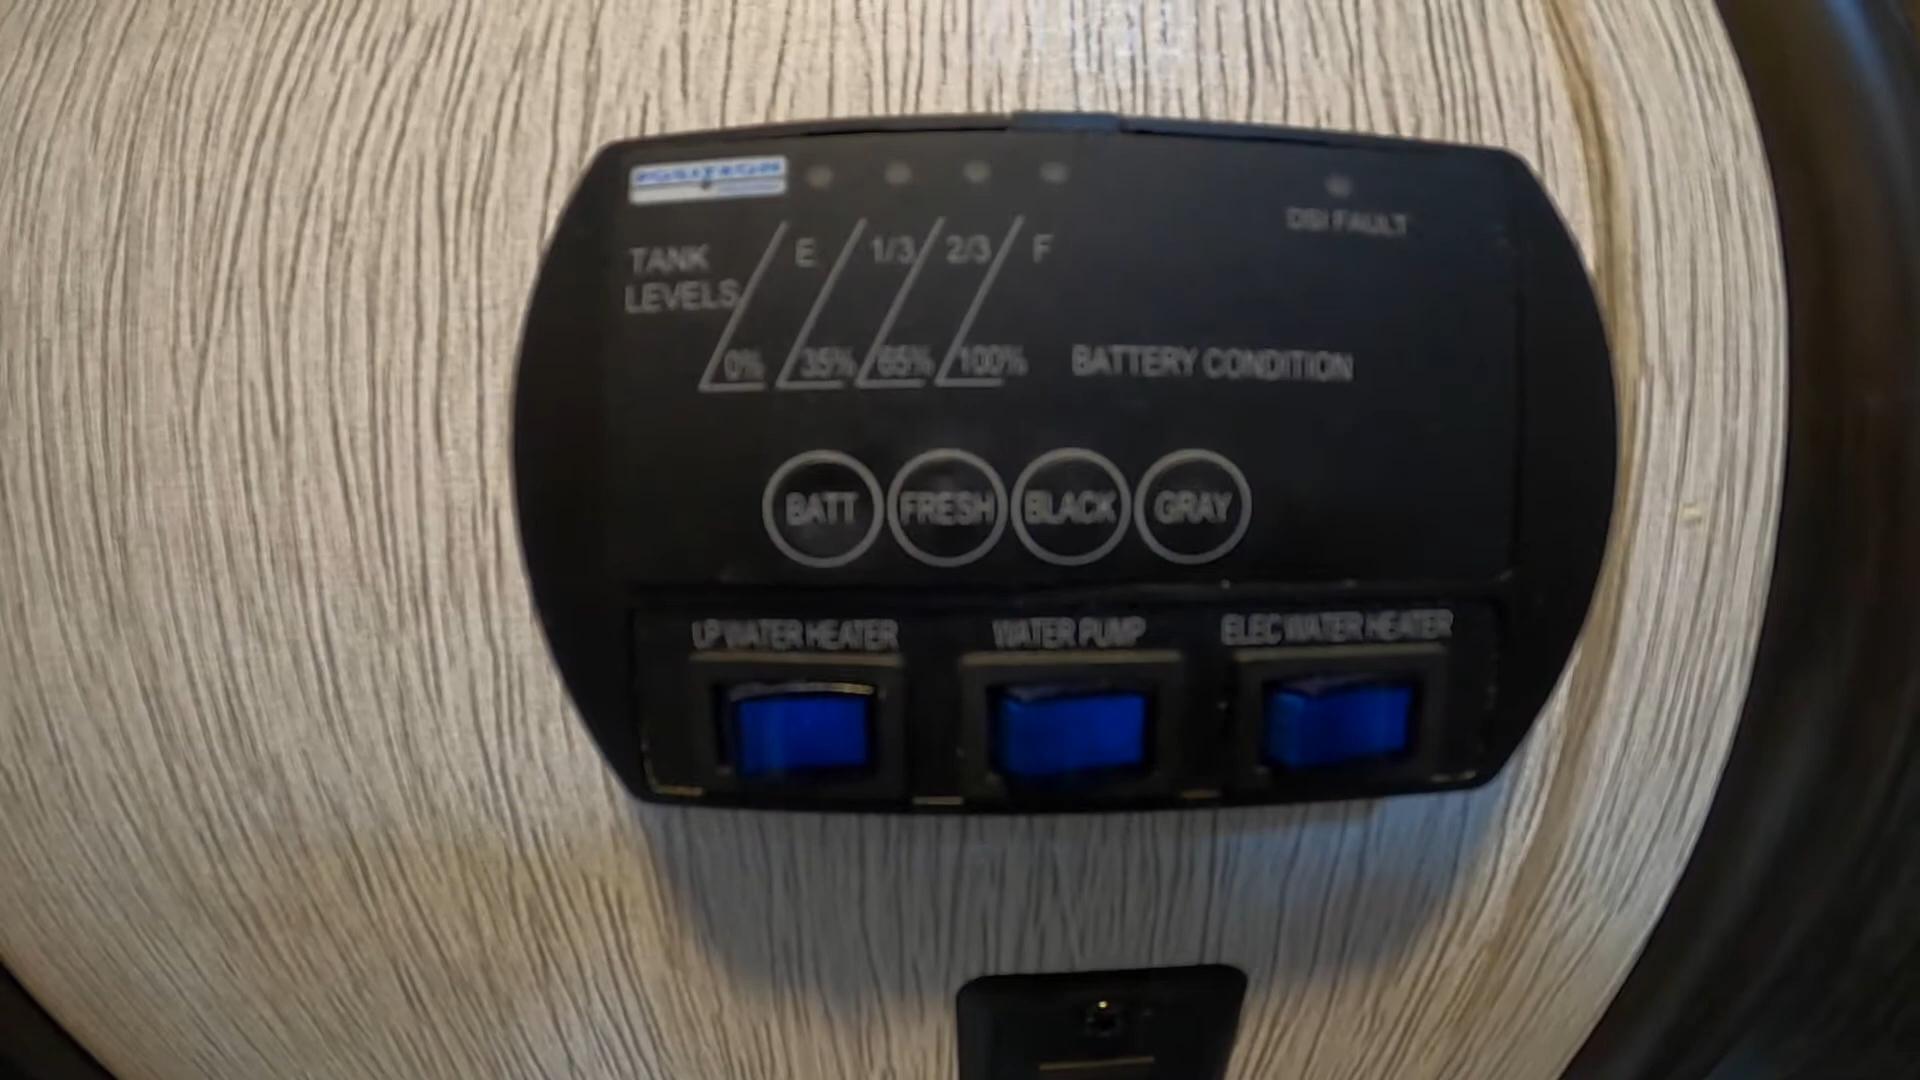 TANK LEVELS
E 1/3 2/3 F
0% 35% 65% 100%
DSI FAULT
BATTERY CONDITION
BATT FRESH BLACK GRAY
LP WATER HEATER
WATER PUMP
ELEC WATER HEATER